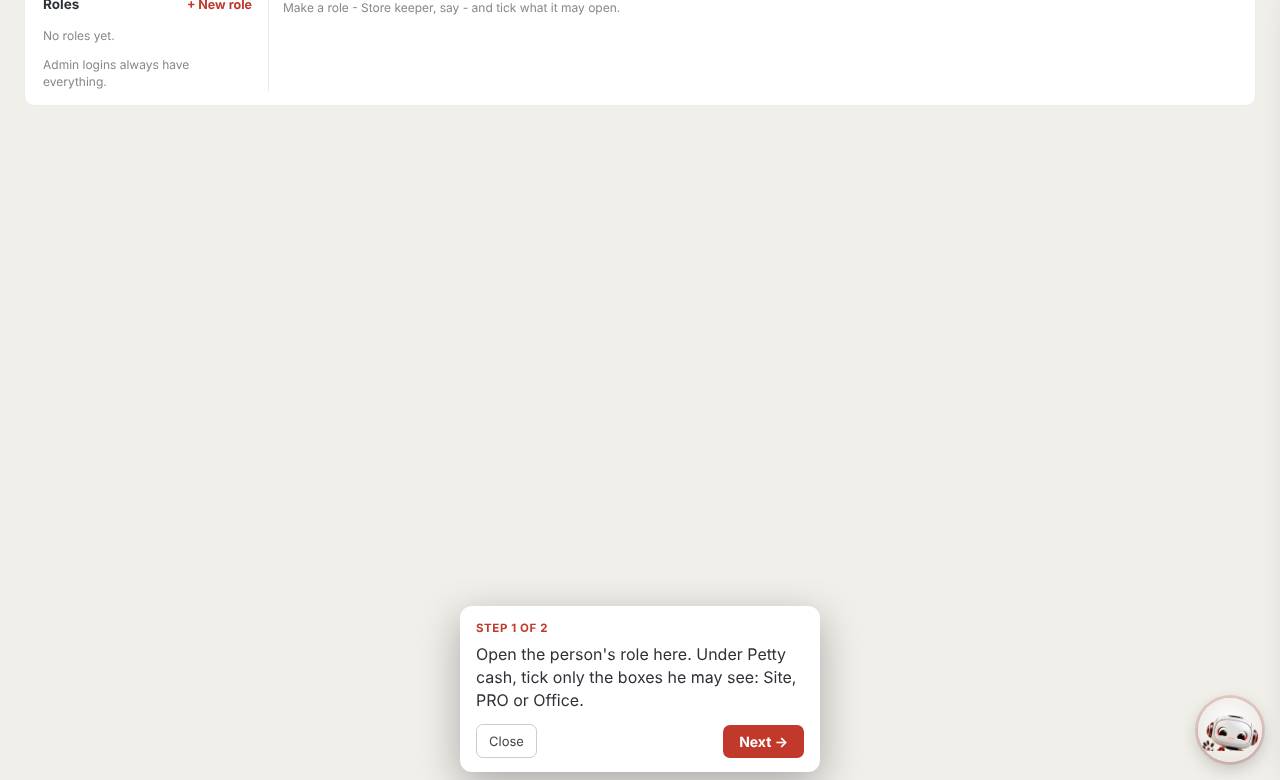 Roles
+ New role
Make a role - Store keeper, say - and tick what it may open.
No roles yet.
Admin logins always have
everything.
STEP 1 OF 2
Open the person's role here. Under Petty
cash, tick only the boxes he may see: Site,
PRO or Office.
Close
Next →